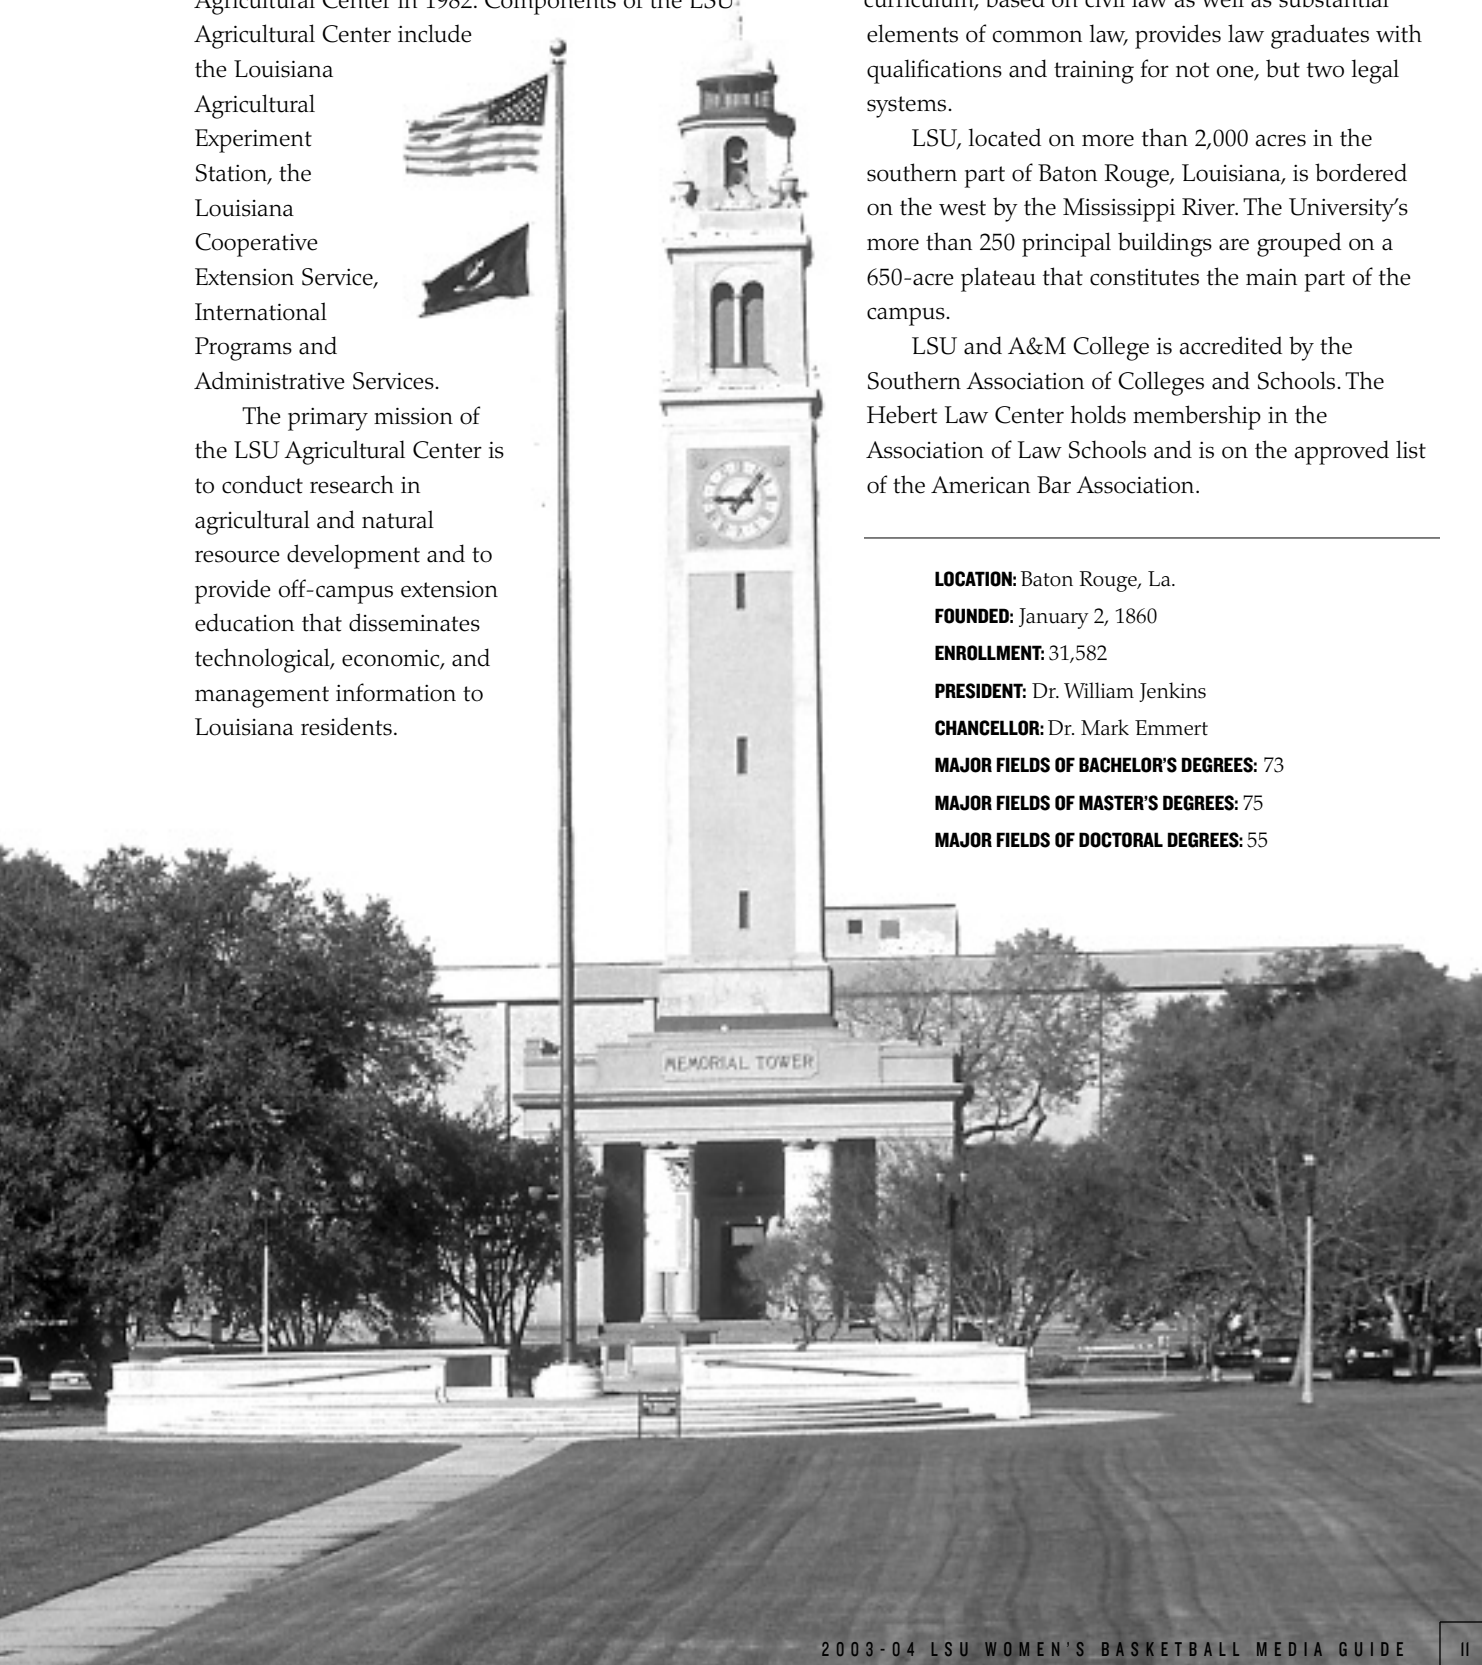 Agricultural Center in 1982. Components of the LSU
Agricultural Center include
the Louisiana
Agricultural
Experiment
Station, the
Louisiana
Cooperative
Extension Service,
International
Programs and
Administrative Services.
The primary mission of
the LSU Agricultural Center is
to conduct research in
agricultural and natural
resource development and to
provide off-campus extension
education that disseminates
technological, economic, and
management information to
Louisiana residents.
curriculum, based on civil law as well as substantial
elements of common law, provides law graduates with
qualifications and training for not one, but two legal
systems.
LSU, located on more than 2,000 acres in the
southern part of Baton Rouge, Louisiana, is bordered
on the west by the Mississippi River. The University's
more than 250 principal buildings are grouped on a
650-acre plateau that constitutes the main part of the
campus.
LSU and A&M College is accredited by the
Southern Association of Colleges and Schools. The
Hebert Law Center holds membership in the
Association of Law Schools and is on the approved list
of the American Bar Association.
LOCATION: Baton Rouge, La.
FOUNDED: January 2, 1860
ENROLLMENT: 31,582
PRESIDENT: Dr. William Jenkins
CHANCELLOR: Dr. Mark Emmert
MAJOR FIELDS OF BACHELOR'S DEGREES: 73
MAJOR FIELDS OF MASTER'S DEGREES: 75
MAJOR FIELDS OF DOCTORAL DEGREES: 55
MEMORIAL TOWER
2003-04 LSU WOMEN'S BASKETBALL MEDIA GUIDE
11